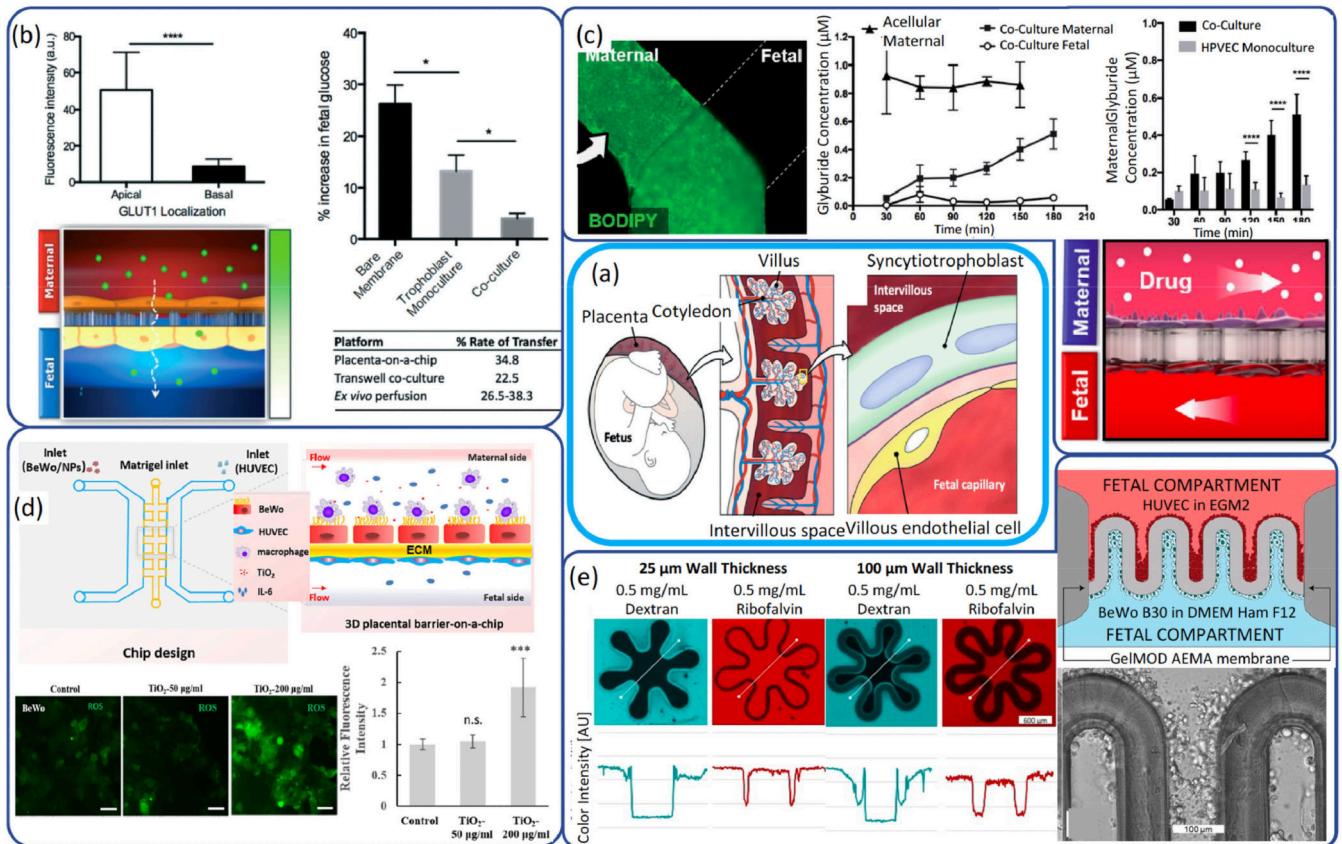 (b)
Fluorescence intensity (a.u.)
80
60
40
20
0
****
Apical
Basal
GLUT1 Localization
% increase in fetal glucose
40
30
20
10
0
*
*
Bare
Membrane
Trophoblast
Monoculture
Co-culture
Maternal
Fetal
Platform
% Rate of Transfer
Placenta-on-a-chip
34.8
Transwell co-culture
22.5
Ex vivo perfusion
26.5-38.3
(c)
Maternal
Fetal
BODIPY
Glyburide Concentration (µM)
1.2
1.0
0.8
0.6
0.4
0.2
0.0
Acellular
Maternal
Co-Culture Maternal
Co-Culture Fetal
0 30 60 90 120 150 180 210
Time (min)
MaternalGlyburide
Concentration (µM)
1.0
0.8
0.6
0.4
0.2
0.0
Co-Culture
HPVEC Monoculture
****
****
****
30 60 90 120 150 180
Time (min)
Maternal
Fetal
Drug
(a)
Villus
Syncytiotrophoblast
Placenta
Cotyledon
Intervillous
space
Fetus
Fetal capillary
Intervillous space
Villous endothelial cell
(d)
Inlet
(BeWo/NPs)
Matrigel inlet
Inlet
(HUVEC)
BeWo
HUVEC
macrophage
TiO₂
IL-6
Chip design
Flow
Maternal side
ECM
Flow
Fetal side
3D placental barrier-on-a-chip
Control
TiO₂-50 µg/ml
TiO₂-200 µg/ml
BeWo
ROS
ROS
ROS
Relative Fluorescence
Intensity
2.5
2
1.5
1
0.5
0
n.s.
***
Control
TiO₂-
50 µg/ml
TiO₂-
200 µg/ml
(e)
25 µm Wall Thickness
100 µm Wall Thickness
0.5 mg/mL
Dextran
0.5 mg/mL
Ribofalvin
0.5 mg/mL
Dextran
0.5 mg/mL
Ribofalvin
600 µm
Color Intensity [AU]
FETAL COMPARTMENT
HUVEC in EGM2
BeWo B30 in DMEM Ham F12
FETAL COMPARTMENT
GelMOD AEMA membrane
100 µm